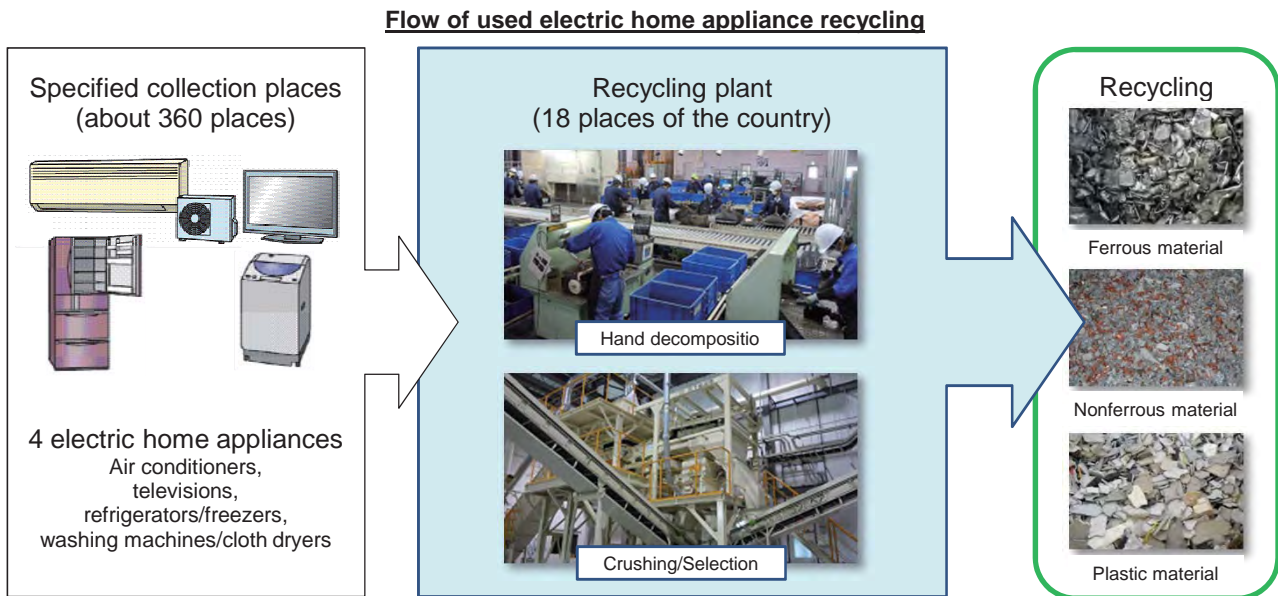 Flow of used electric home appliance recycling
Specified collection places
(about 360 places)
4 electric home appliances
Air conditioners,
televisions,
refrigerators/freezers,
washing machines/cloth dryers
Recycling plant
(18 places of the country)
Hand decompositio
Crushing/Selection
Recycling
Ferrous material
Nonferrous material
Plastic material